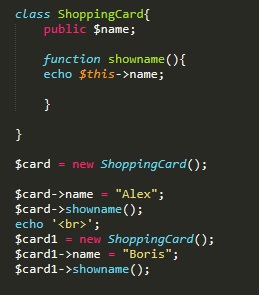 class ShoppingCard{
public $name;
function showname(){
echo $this->name;
}
}
$card = new ShoppingCard();
$card->name = "Alex";
$card->showname();
echo '<br>';
$card1 = new ShoppingCard();
$card1->name = "Boris";
$card1->showname();